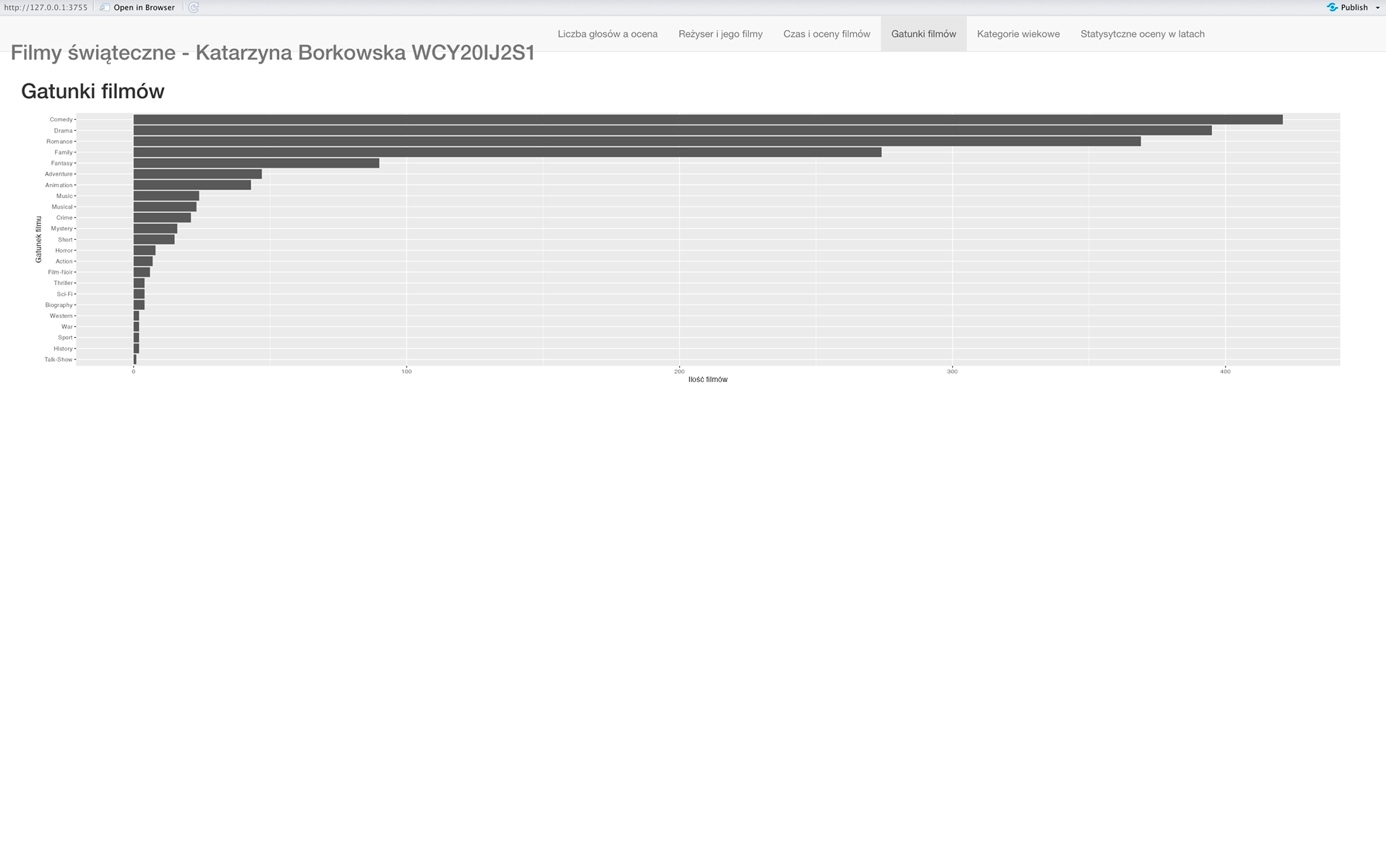 http://127.0.0.1:3755 Open in Browser Publish
Liczba głosów a ocena Reżyser i jego filmy Czas i oceny filmów Gatunki filmów Kategorie wiekowe Statysytczne oceny w latach
Filmy świąteczne - Katarzyna Borkowska WCY20IJ2S1
Gatunki filmów
Gatunek filmu
Comedy
Drama
Romance
Family
Fantasy
Adventure
Animation
Music
Musical
Crime
Mystery
Short
Horror
Action
Film-Noir
Thriller
Sci-Fi
Biography
Western
War
Sport
History
Talk-Show
0 100 200 300 400
Ilość filmów